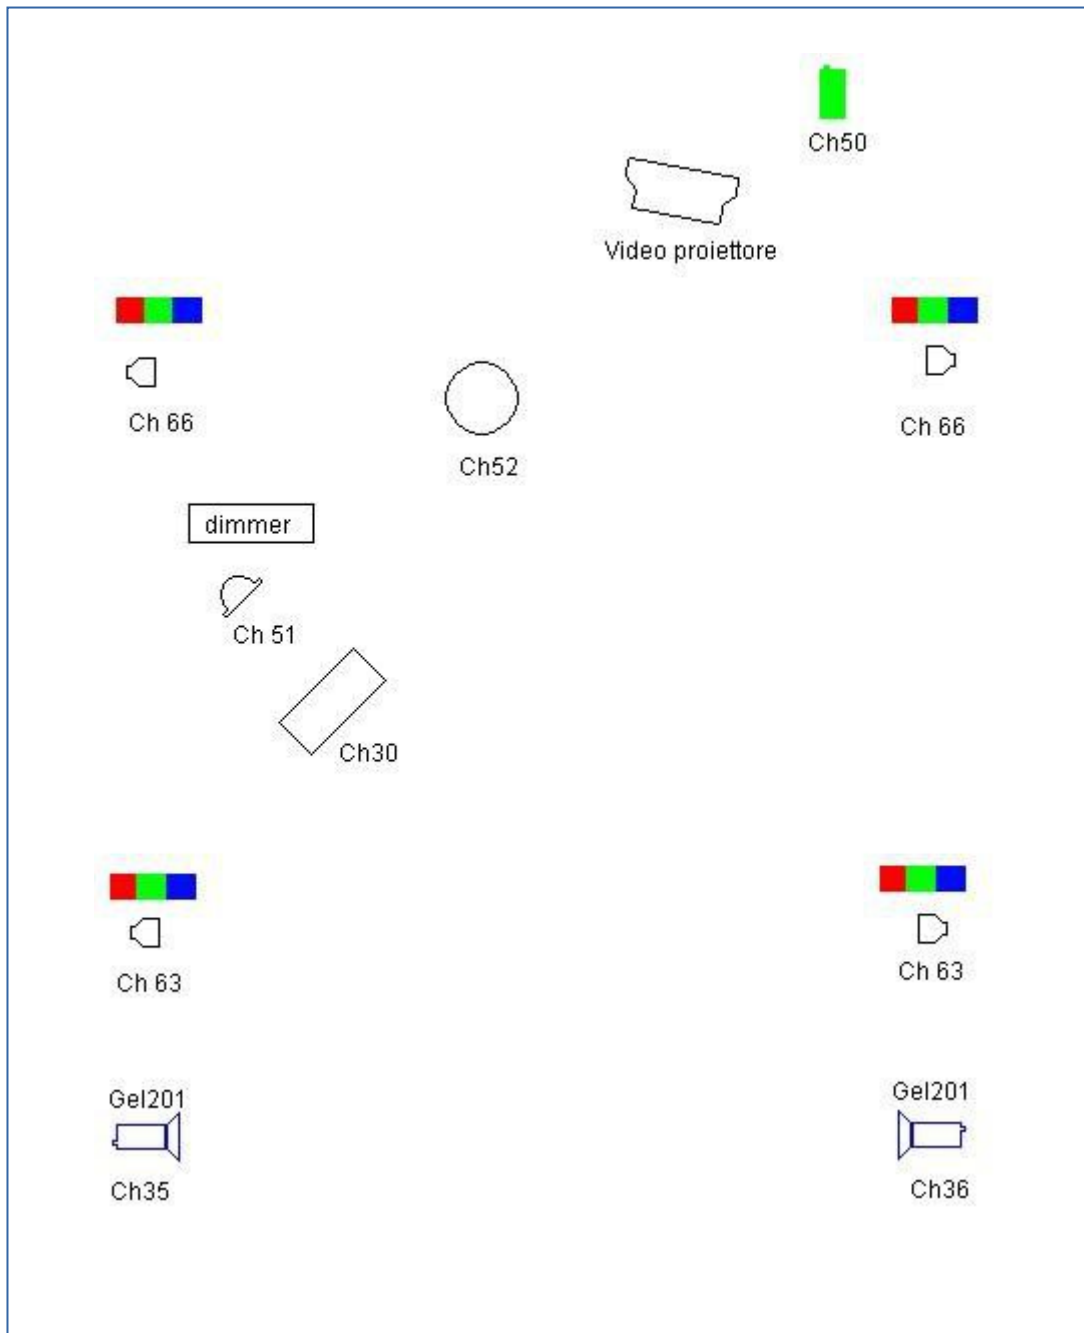 Ch50
Video proiettore
Ch 66
Ch 66
Ch52
dimmer
Ch 51
Ch30
Ch 63
Ch 63
Gel201
Gel201
Ch35
Ch36